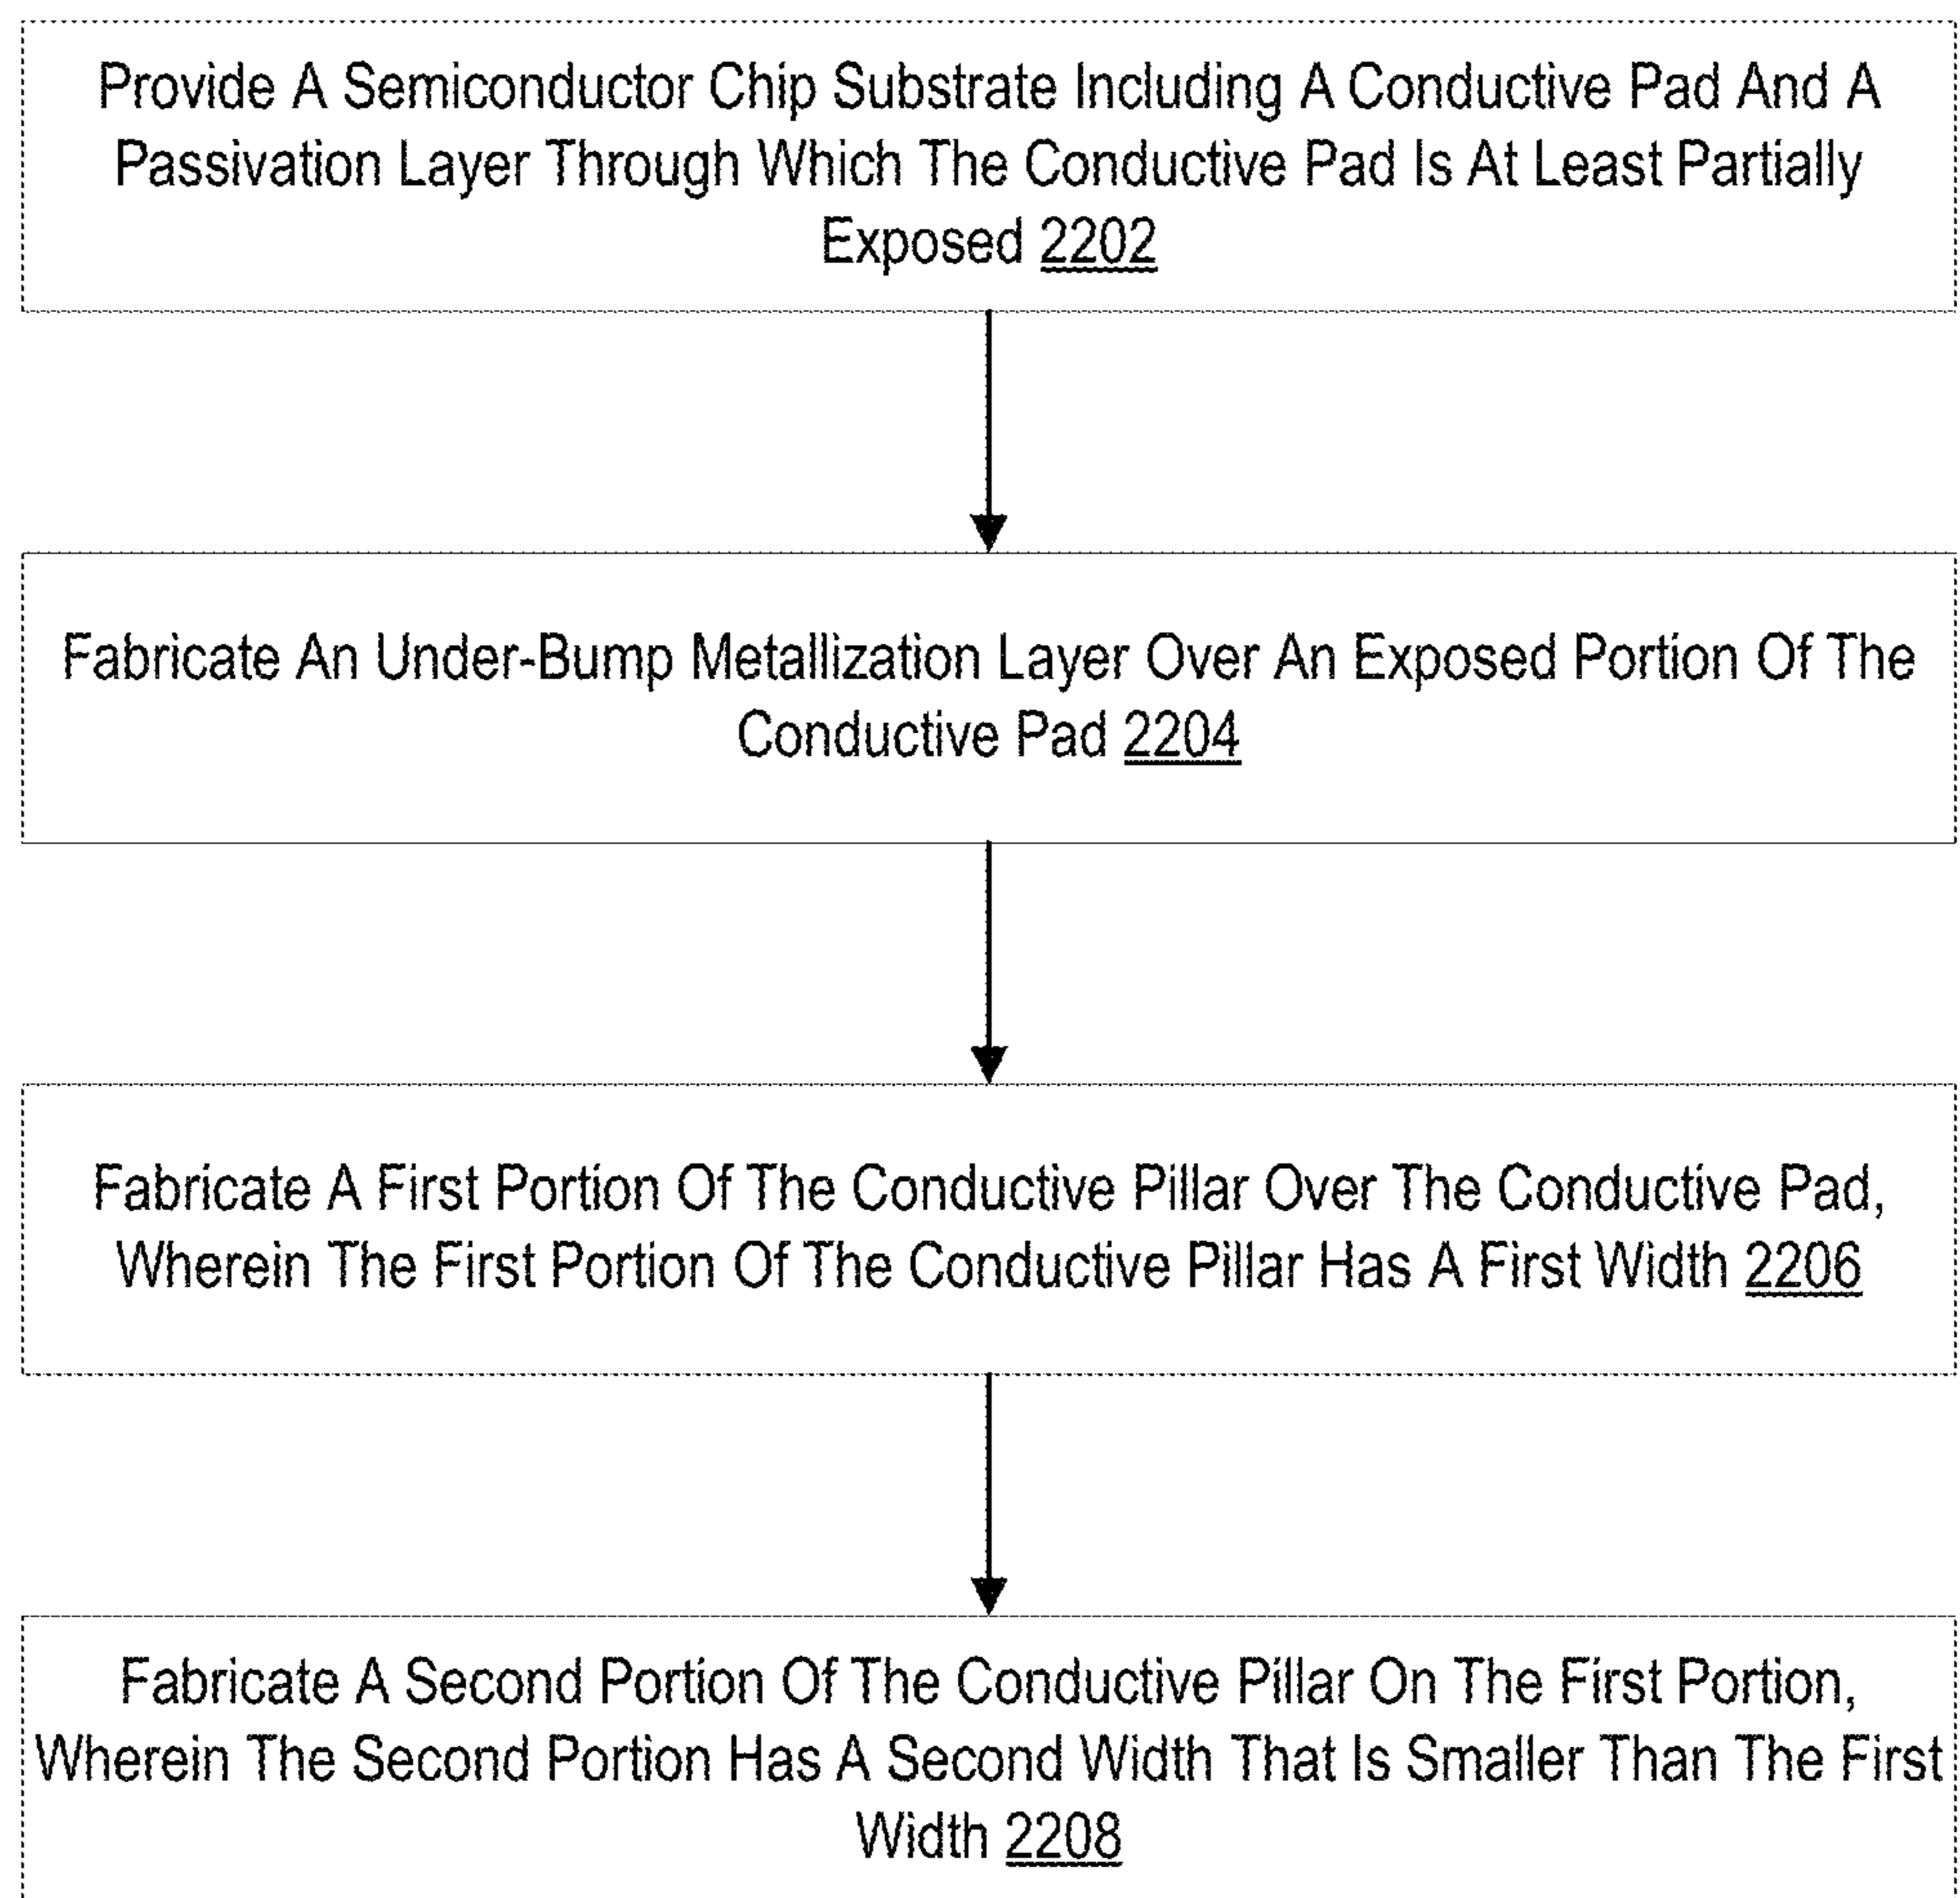 Provide A Semiconductor Chip Substrate Including A Conductive Pad And A
Passivation Layer Through Which The Conductive Pad Is At Least Partially
Exposed 2202
Fabricate An Under-Bump Metallization Layer Over An Exposed Portion Of The
Conductive Pad 2204
Fabricate A First Portion Of The Conductive Pillar Over The Conductive Pad,
Wherein The First Portion Of The Conductive Pillar Has A First Width 2206
Fabricate A Second Portion Of The Conductive Pillar On The First Portion,
Wherein The Second Portion Has A Second Width That Is Smaller Than The First
Width 2208